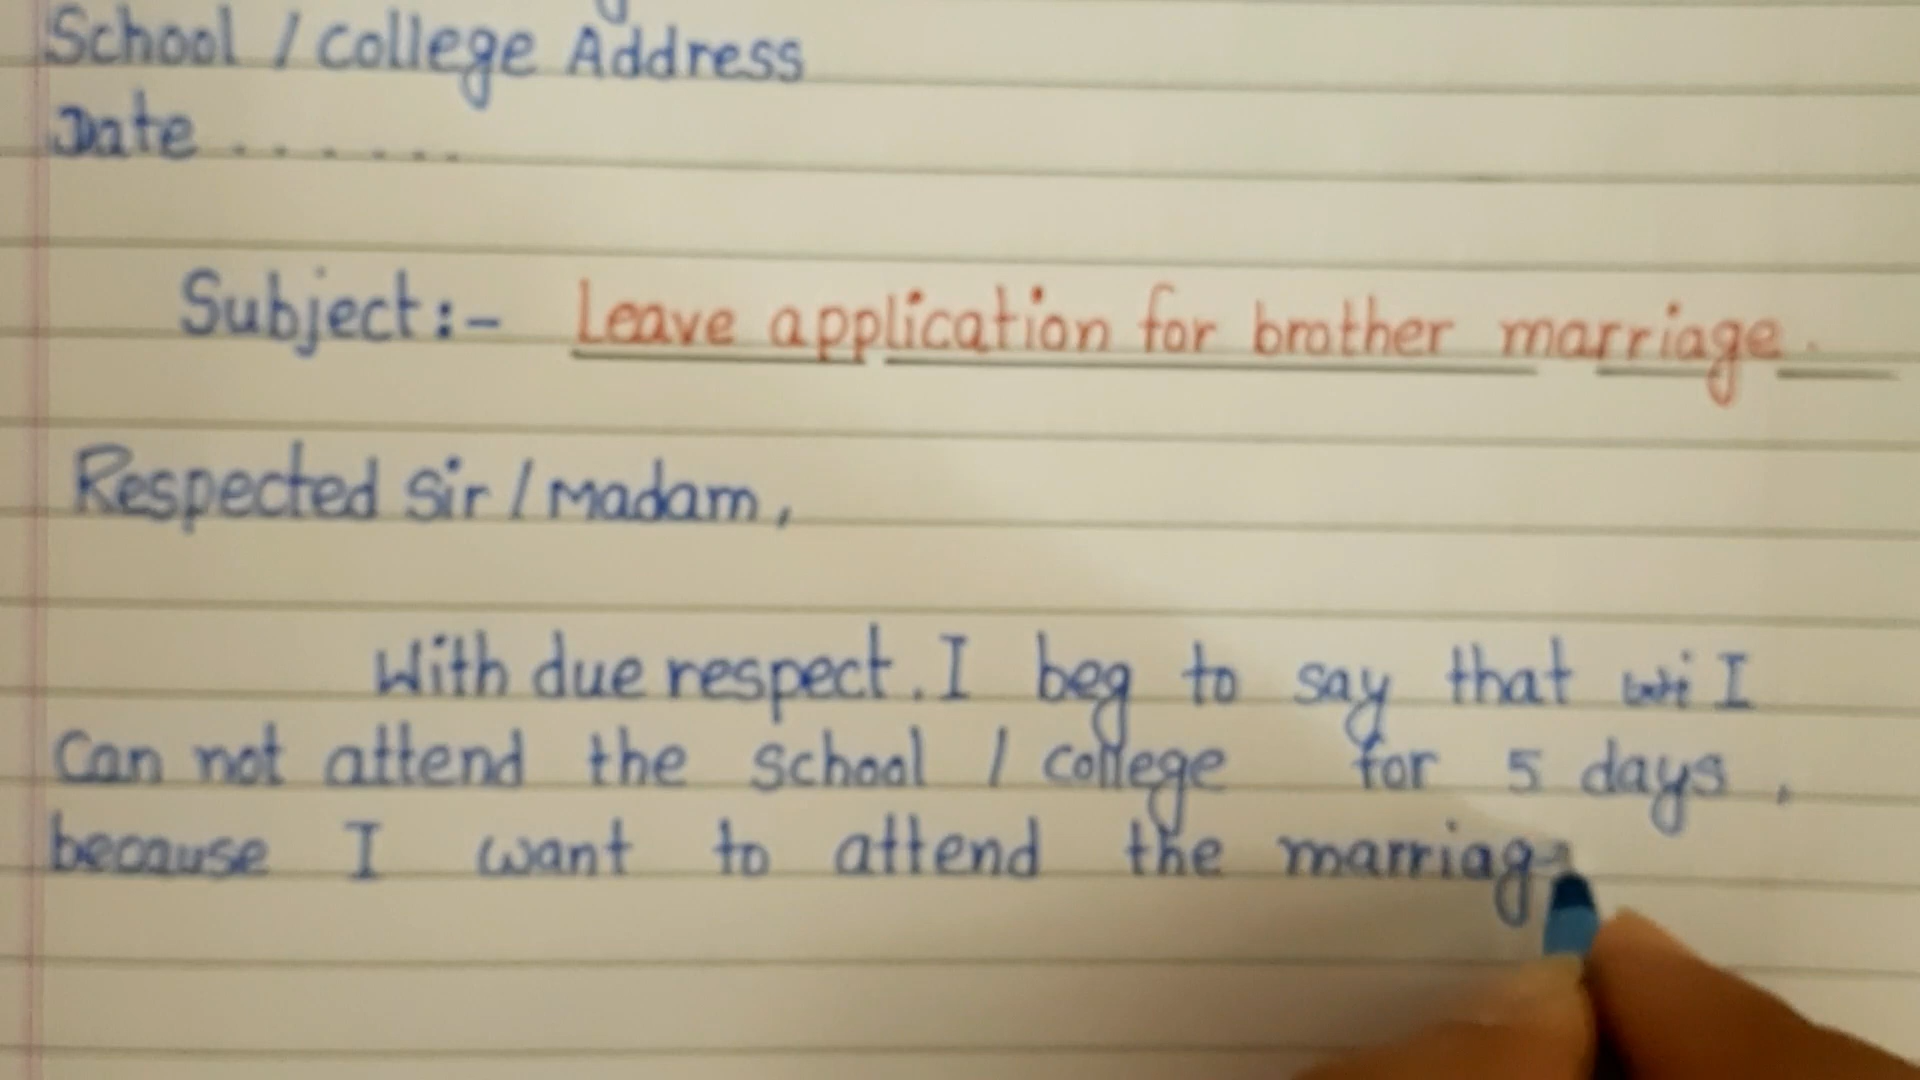 School / College Address
Date . . . . . .
Subject:- Leave application for brother marriage.
Respected Sir / Madam,
With due respect. I beg to say that I
Can not attend the school / college for 5 days,
because I want to attend the marriage